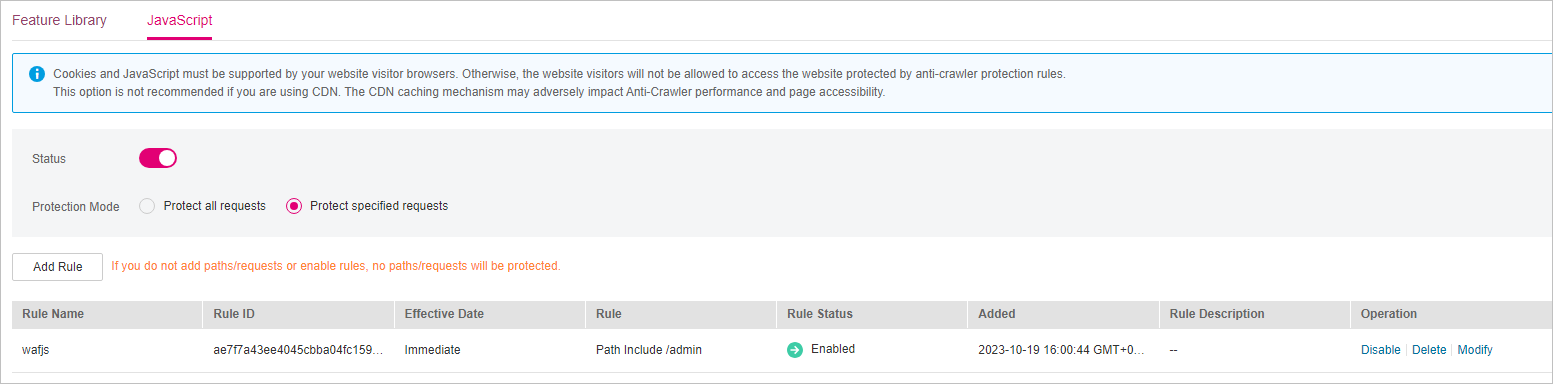 Feature Library JavaScript
Cookies and JavaScript must be supported by your website visitor browsers. Otherwise, the website visitors will not be allowed to access the website protected by anti-crawler protection rules.
This option is not recommended if you are using CDN. The CDN caching mechanism may adversely impact Anti-Crawler performance and page accessibility.
Status
Protection Mode Protect all requests Protect specified requests
Add Rule If you do not add paths/requests or enable rules, no paths/requests will be protected.
Rule Name Rule ID Effective Date Rule Rule Status Added Rule Description Operation
wafjs ae7f7a43ee4045cbba04fc159... Immediate Path Include /admin Enabled 2023-10-19 16:00:44 GMT+0... -- Disable Delete Modify